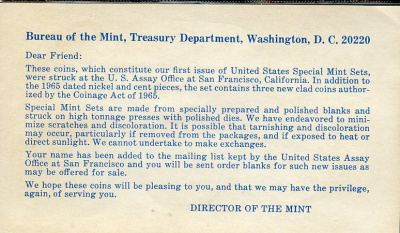 Bureau of the Mint, Treasury Department, Washington, D. C. 20220
Dear Friend:
These coins, which constitute our first issue of United States Special Mint Sets,
were struck at the U. S. Assay Office at San Francisco, California. In addition to
the 1965 dated nickel and cent pieces, the set contains three new clad coins author-
ized by the Coinage Act of 1965.
Special Mint Sets are made from specially prepared and polished blanks and
struck on high tonnage presses with polished dies. We have endeavored to mini-
mize scratches and discoloration. It is possible that tarnishing and discoloration
may occur, particularly if removed from the packages, and if exposed to heat or
direct sunlight. We cannot undertake to make exchanges.
Your name has been added to the mailing list kept by the United States Assay
Office at San Francisco and you will be sent order blanks for such new issues as
may be offered for sale.
We hope these coins will be pleasing to you, and that we may have the privilege,
again, of serving you.
DIRECTOR OF THE MINT